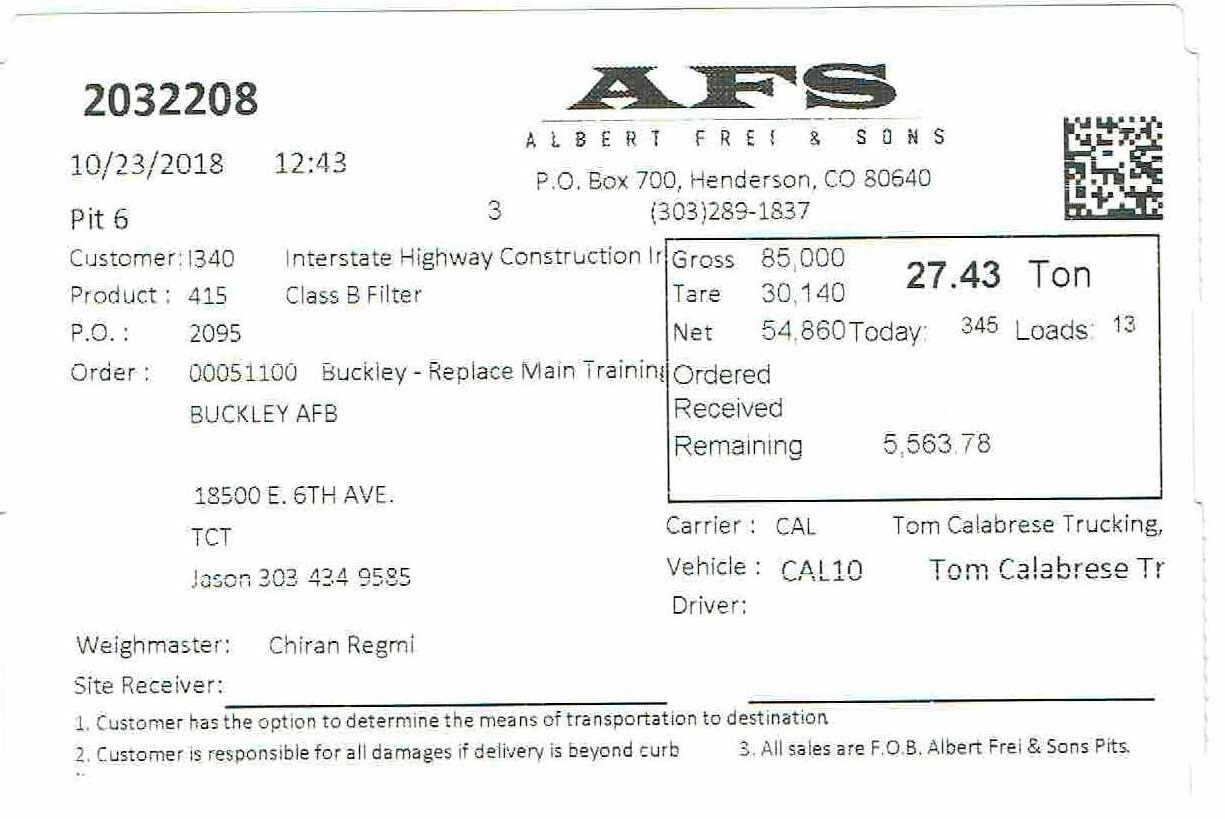 2032208
AFS
ALBERT FREI & SONS
10/23/2018 12:43
P.O. Box 700, Henderson, CO 80640
Pit 6 3 (303)289-1837
Customer: I340 Interstate Highway Construction Ir
Product : 415 Class B Filter
P.O. : 2095
Order : 00051100 Buckley - Replace Main Training
BUCKLEY AFB
18500 E. 6TH AVE.
TCT
Jason 303 434 9585
Gross 85,000 27.43 Ton
Tare 30,140
Net 54,860 Today: 345 Loads: 13
Ordered
Received
Remaining 5,563.78
Carrier : CAL Tom Calabrese Trucking,
Vehicle : CAL10 Tom Calabrese Tr
Driver:
Weighmaster: Chiran Regmi
Site Receiver:
1. Customer has the option to determine the means of transportation to destination
2. Customer is responsible for all damages if delivery is beyond curb 3. All sales are F.O.B. Albert Frei & Sons Pits.